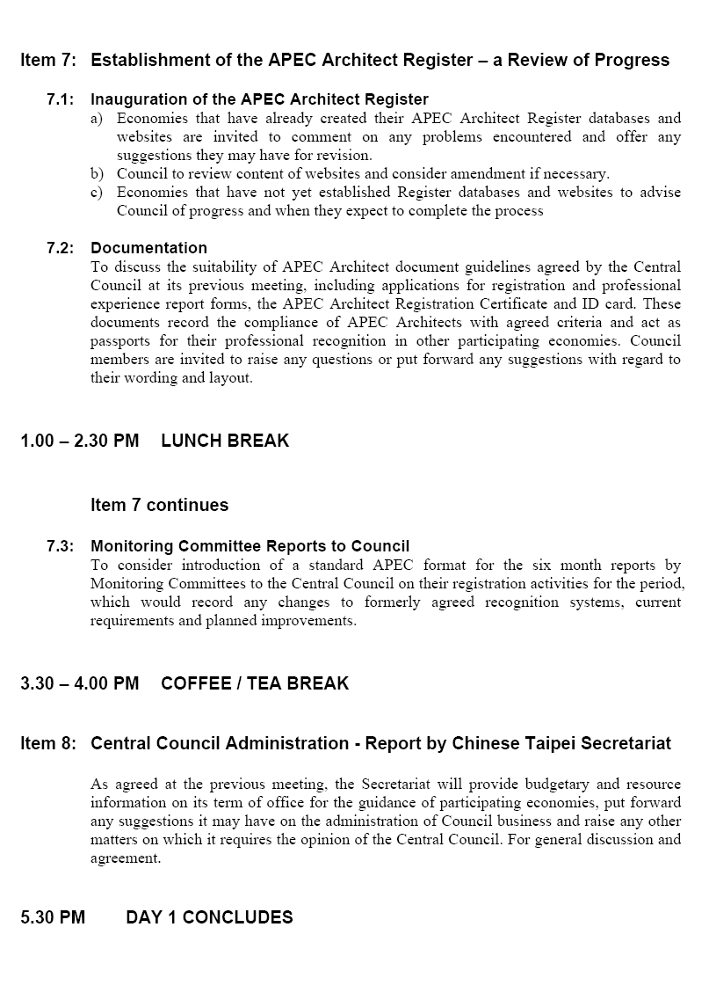 Item 7: Establishment of the APEC Architect Register – a Review of Progress
7.1: Inauguration of the APEC Architect Register
a) Economies that have already created their APEC Architect Register databases and
websites are invited to comment on any problems encountered and offer any
suggestions they may have for revision.
b) Council to review content of websites and consider amendment if necessary.
c) Economies that have not yet established Register databases and websites to advise
Council of progress and when they expect to complete the process
7.2: Documentation
To discuss the suitability of APEC Architect document guidelines agreed by the Central
Council at its previous meeting, including applications for registration and professional
experience report forms, the APEC Architect Registration Certificate and ID card. These
documents record the compliance of APEC Architects with agreed criteria and act as
passports for their professional recognition in other participating economies. Council
members are invited to raise any questions or put forward any suggestions with regard to
their wording and layout.
1.00 – 2.30 PM LUNCH BREAK
Item 7 continues
7.3: Monitoring Committee Reports to Council
To consider introduction of a standard APEC format for the six month reports by
Monitoring Committees to the Central Council on their registration activities for the period,
which would record any changes to formerly agreed recognition systems, current
requirements and planned improvements.
3.30 – 4.00 PM COFFEE / TEA BREAK
Item 8: Central Council Administration - Report by Chinese Taipei Secretariat
As agreed at the previous meeting, the Secretariat will provide budgetary and resource
information on its term of office for the guidance of participating economies, put forward
any suggestions it may have on the administration of Council business and raise any other
matters on which it requires the opinion of the Central Council. For general discussion and
agreement.
5.30 PM DAY 1 CONCLUDES